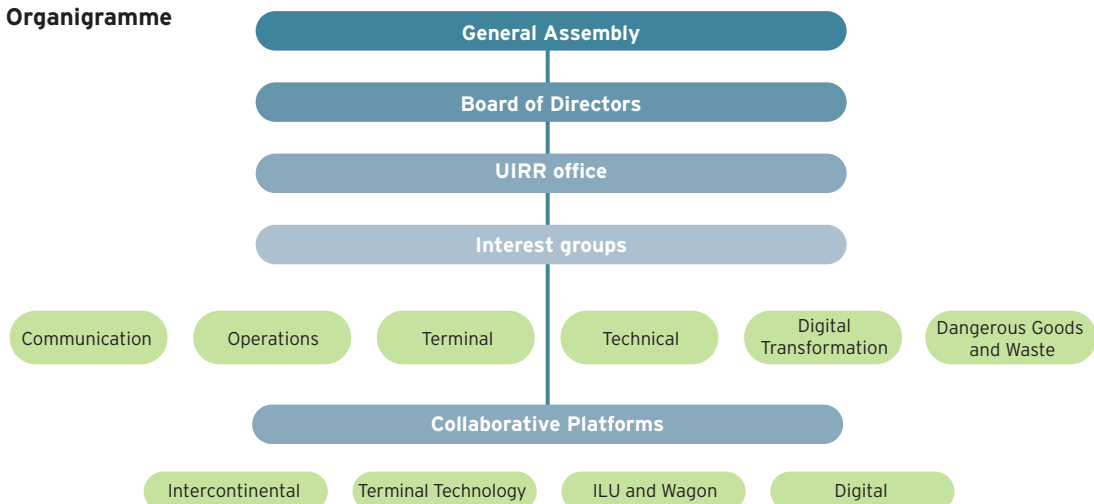 Organigramme
General Assembly
Board of Directors
UIRR office
Interest groups
Communication
Operations
Terminal
Technical
Digital
Transformation
Dangerous Goods
and Waste
Collaborative Platforms
Intercontinental
Terminal Technology
ILU and Wagon
Digital